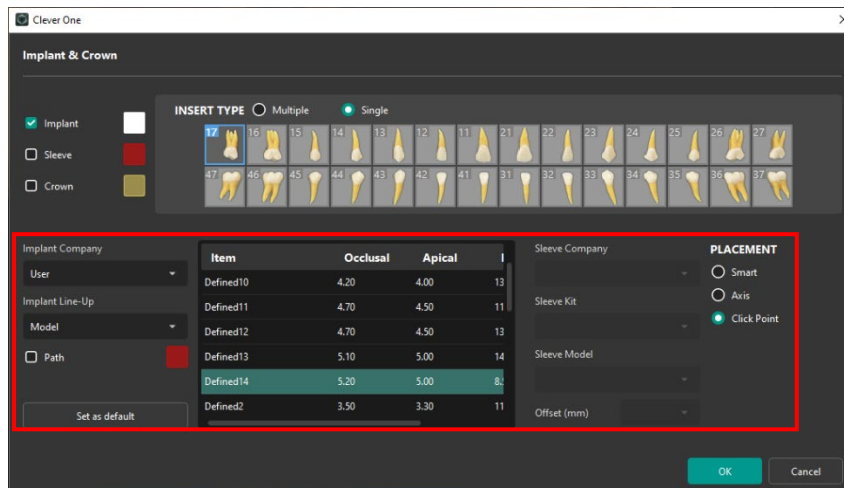 Clever One
Implant & Crown
INSERT TYPE Multiple Single
Implant
Sleeve
Crown
17 16 15 14 13 12 11 21 22 23 24 25 26 27
47 46 45 44 43 42 41 31 32 33 34 35 36 37
Implant Company
User
Implant Line-Up
Model
Path
Set as default
Item Occlusal Apical
Defined10 4.20 4.00 13
Defined11 4.70 4.50 11
Defined12 4.70 4.50 13
Defined13 5.10 5.00 14
Defined14 5.20 5.00 8.
Defined2 3.50 3.30 11
Sleeve Company
Sleeve Kit
Sleeve Model
Offset (mm)
PLACEMENT
Smart
Axis
Click Point
OK Cancel